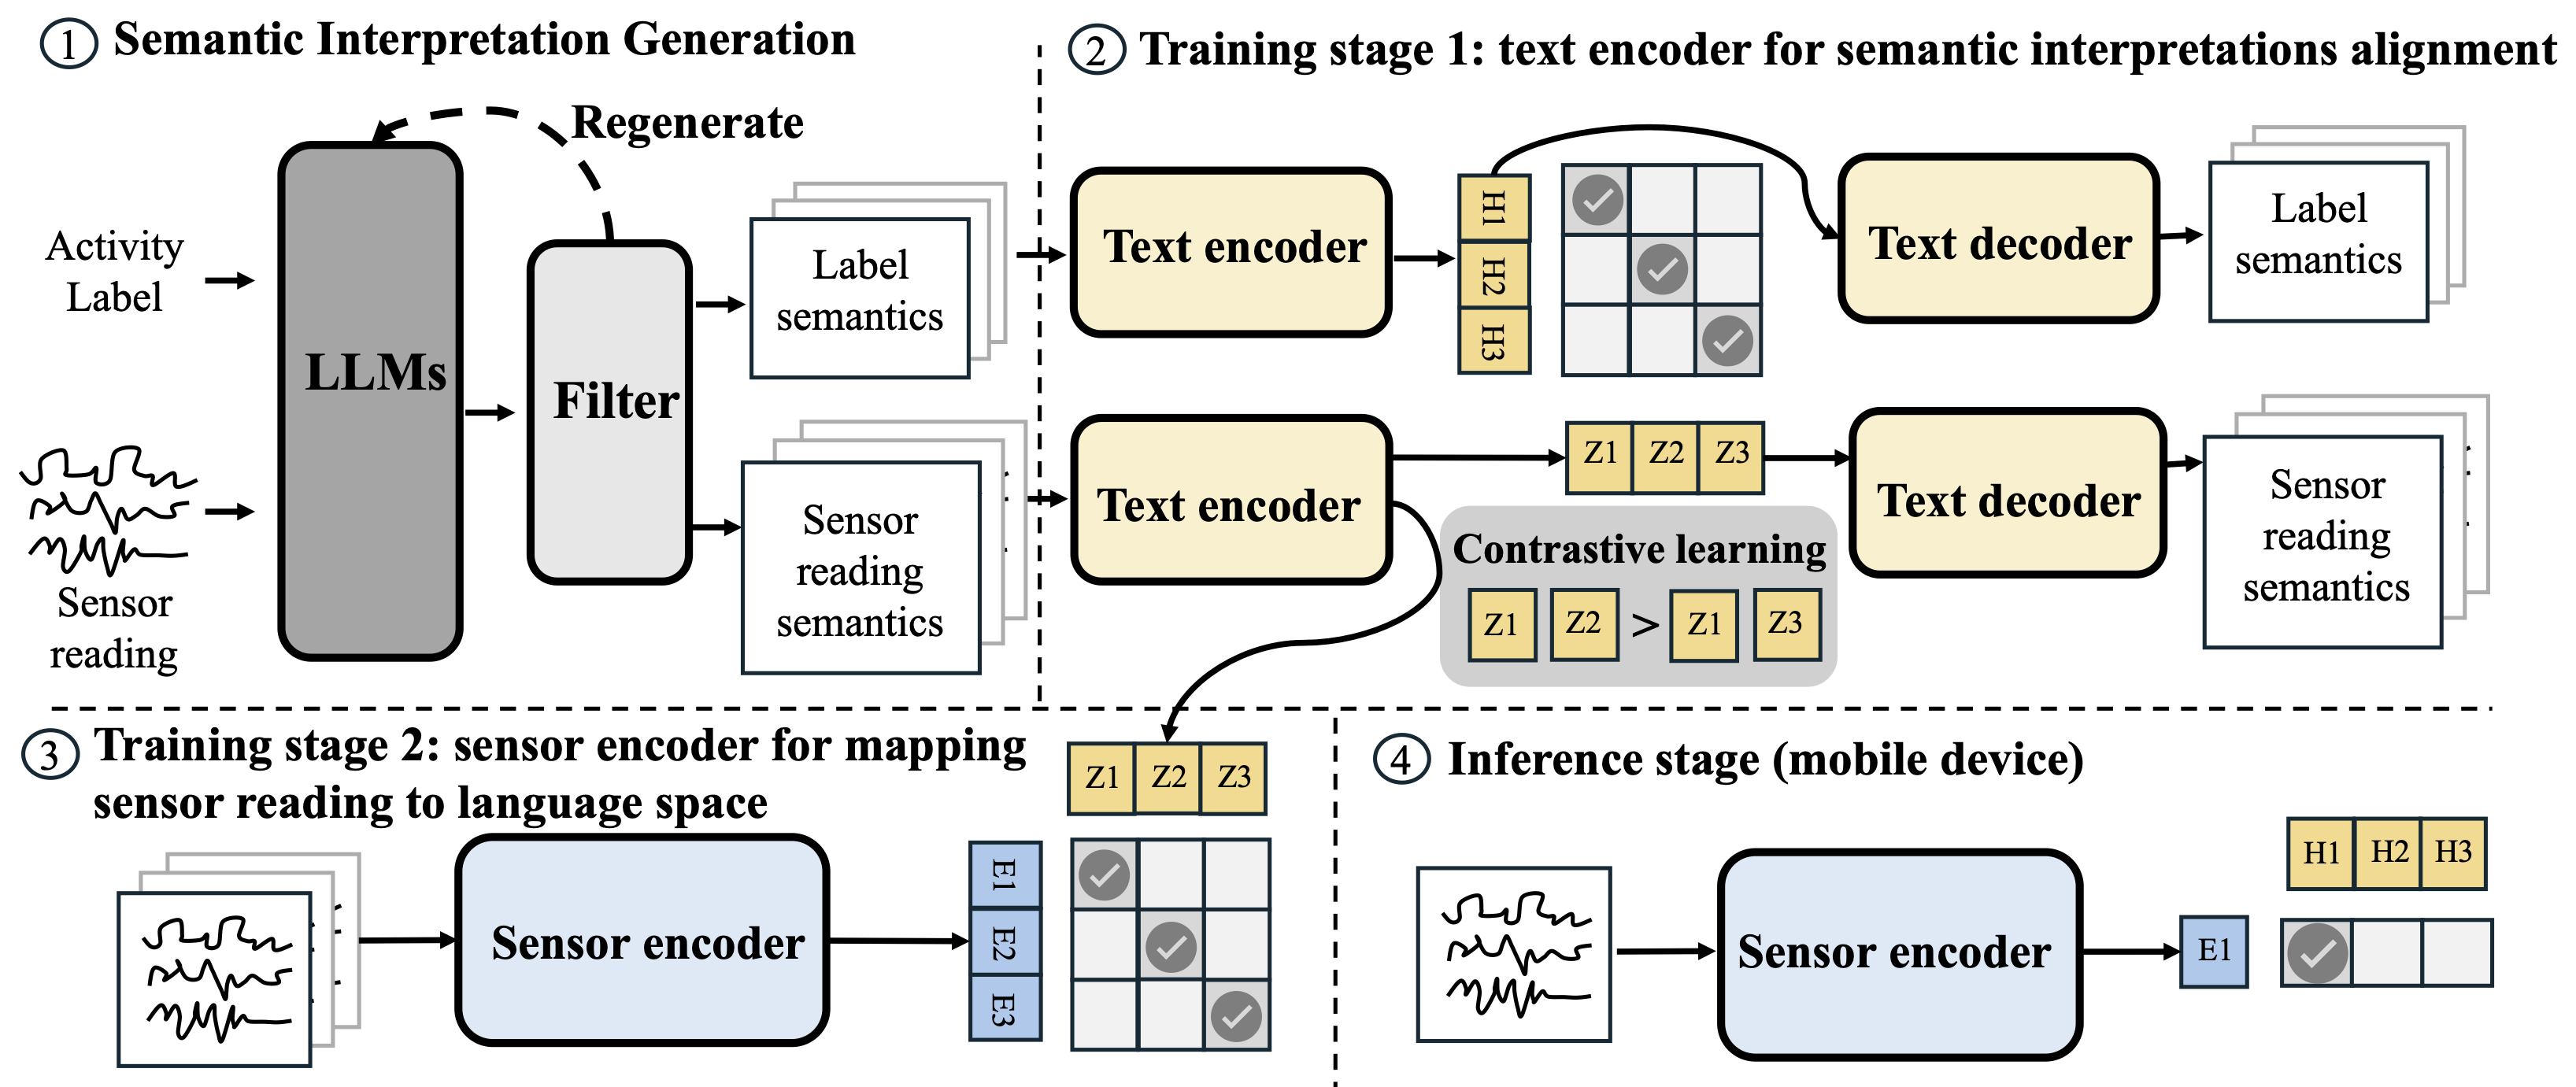 1 Semantic Interpretation Generation
Regenerate
Activity
Label
Sensor
reading
LLMs
Filter
Label
semantics
Sensor
reading
semantics
2 Training stage 1: text encoder for semantic interpretations alignment
Text encoder
H1
H2
H3
Text decoder
Label
semantics
Text encoder
Z1 Z2 Z3
Text decoder
Sensor
reading
semantics
Contrastive learning
Z1 Z2 > Z1 Z3
3 Training stage 2: sensor encoder for mapping
sensor reading to language space
Z1 Z2 Z3
Sensor encoder
E1
E2
E3
4 Inference stage (mobile device)
Sensor encoder
E1
H1 H2 H3